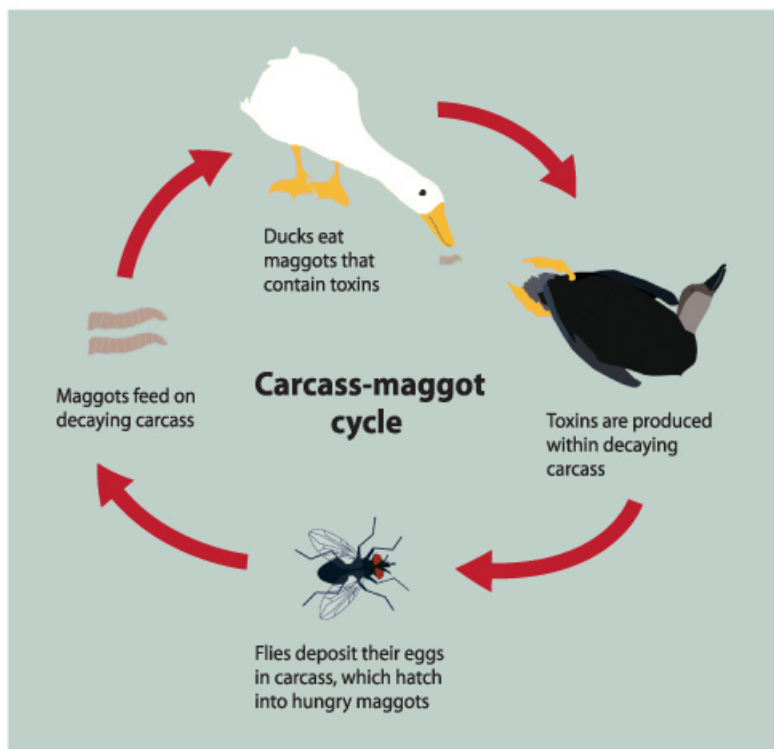 Ducks eat
maggots that
contain toxins
Carcass-maggot
cycle
Maggots feed on
decaying carcass
Toxins are produced
within decaying
carcass
Flies deposit their eggs
in carcass, which hatch
into hungry maggots